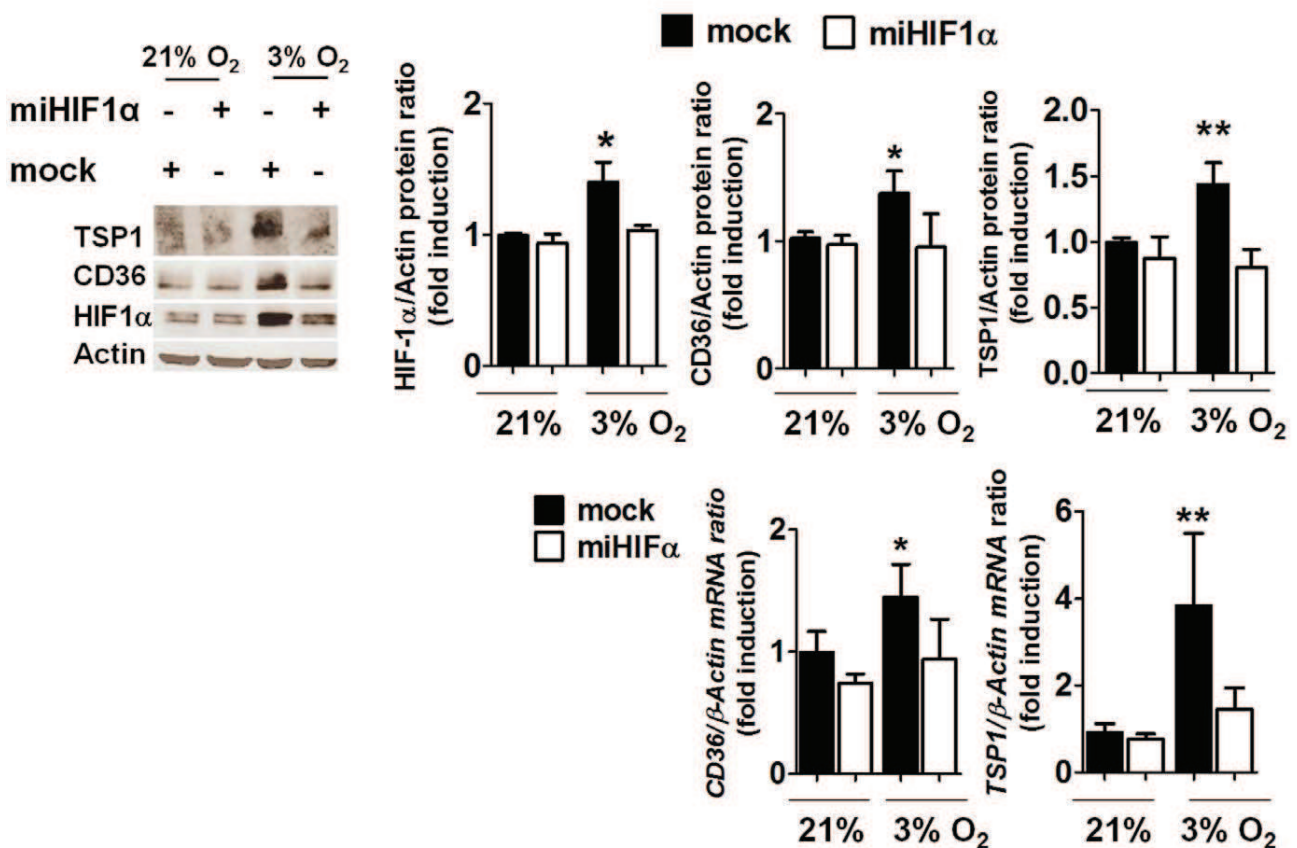 mock miHIF1α
21% O₂ 3% O₂
miHIF1α - + - +
mock + - + -
TSP1
CD36
HIF1α
Actin
HIF-1α/Actin protein ratio
(fold induction)
2
1
0
*
21% 3% O₂
CD36/Actin protein ratio
(fold induction)
2
1
0
*
21% 3% O₂
TSP1/Actin protein ratio
(fold induction)
2.0
1.5
1.0
0.5
0.0
**
21% 3% O₂
mock
miHIFα
CD36/β-Actin mRNA ratio
(fold induction)
2
1
0
*
21% 3% O₂
TSP1/β-Actin mRNA ratio
(fold induction)
6
4
2
0
**
21% 3% O₂